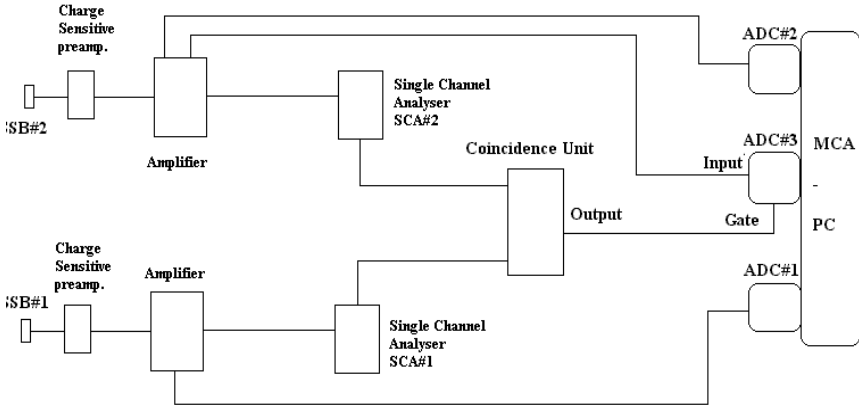 Charge
Sensitive
preamp.
SSB#2
Amplifier
Single Channel
Analyser
SCA#2
Coincidence Unit
ADC#2
ADC#3
MCA
-
PC
Input
Output
Gate
ADC#1
Charge
Sensitive
preamp.
SSB#1
Amplifier
Single Channel
Analyser
SCA#1